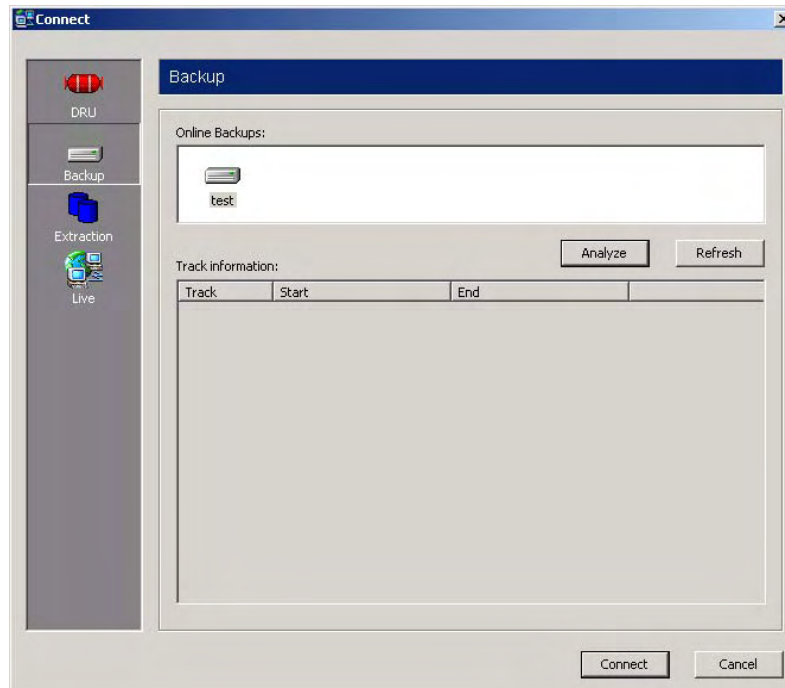 Connect
Backup
DRU
Backup
Extraction
Live
Online Backups:
test
Analyze Refresh
Track information:
Track Start End
Connect Cancel